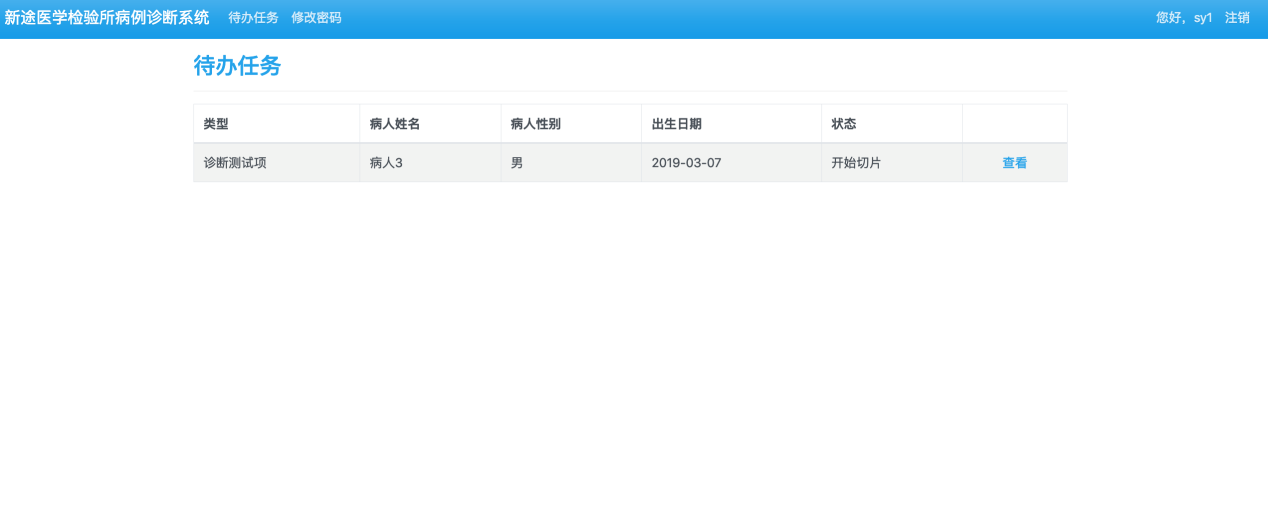 新途医学检验所病例诊断系统 待办任务 修改密码 您好，sy1 注销
待办任务
类型 病人姓名 病人性别 出生日期 状态
诊断测试项 病人3 男 2019-03-07 开始切片 查看